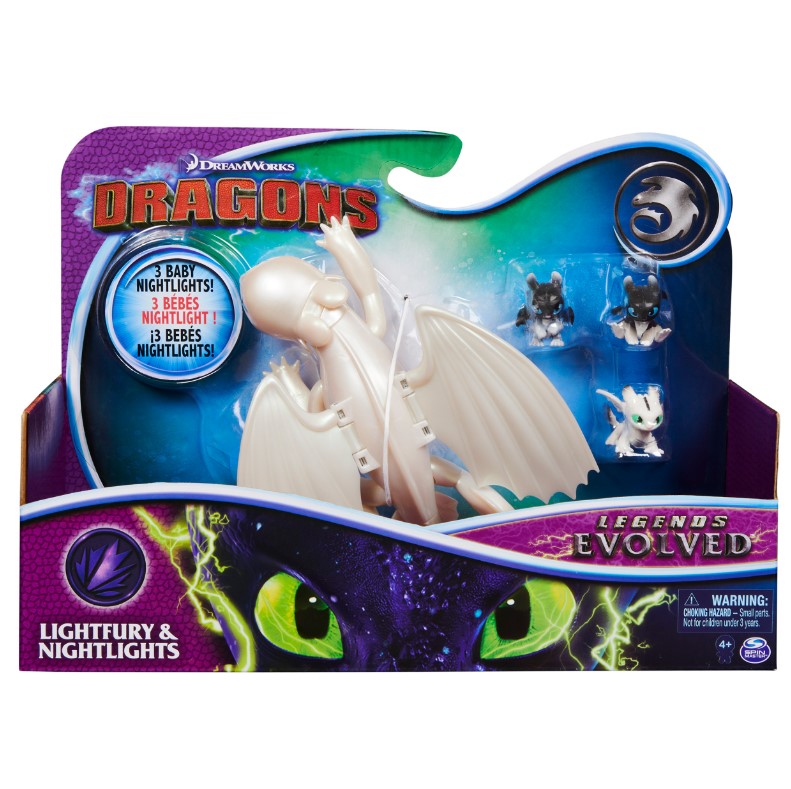 DREAMWORKS
DRAGONS
3 BABY
NIGHTLIGHTS!
3 BÉBÉS
NIGHTLIGHT !
¡3 BEBÉS
NIGHTLIGHTS!
LEGENDS
EVOLVED
LIGHTFURY &
NIGHTLIGHTS
WARNING:
CHOKING HAZARD – Small parts.
Not for children under 3 years.
4+
SPIN
MASTER